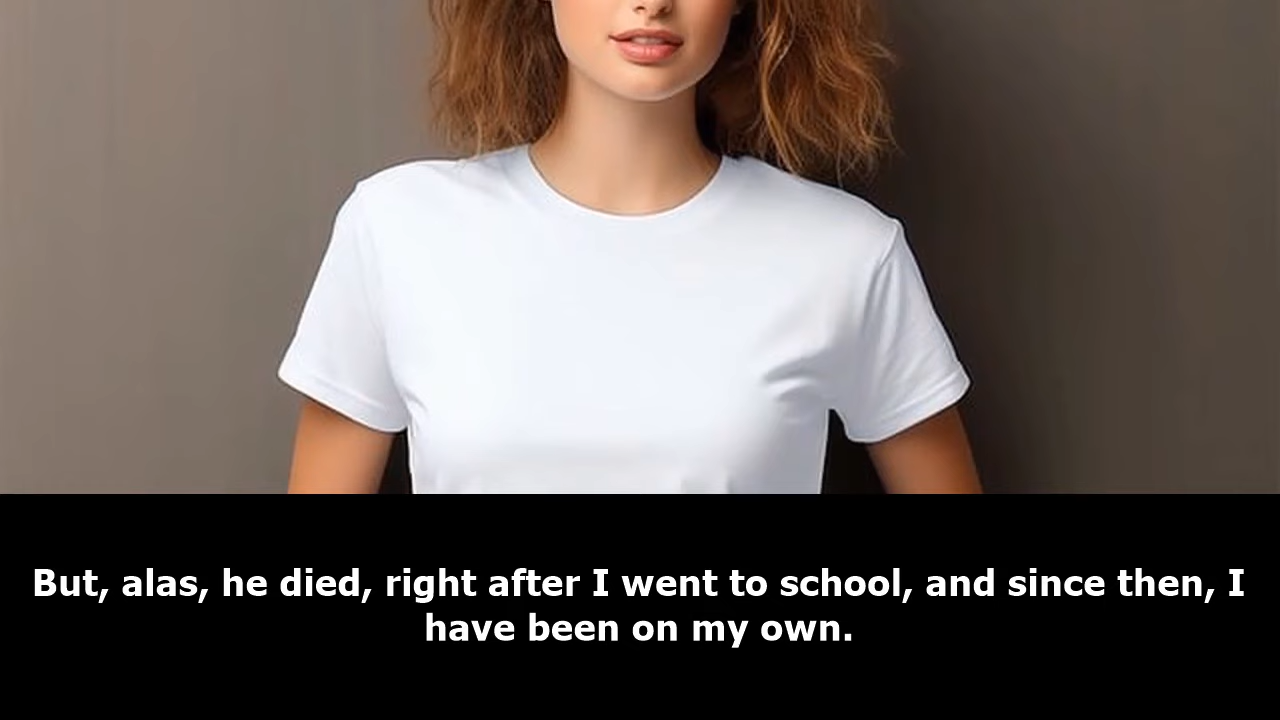 But, alas, he died, right after I went to school, and since then, I
have been on my own.